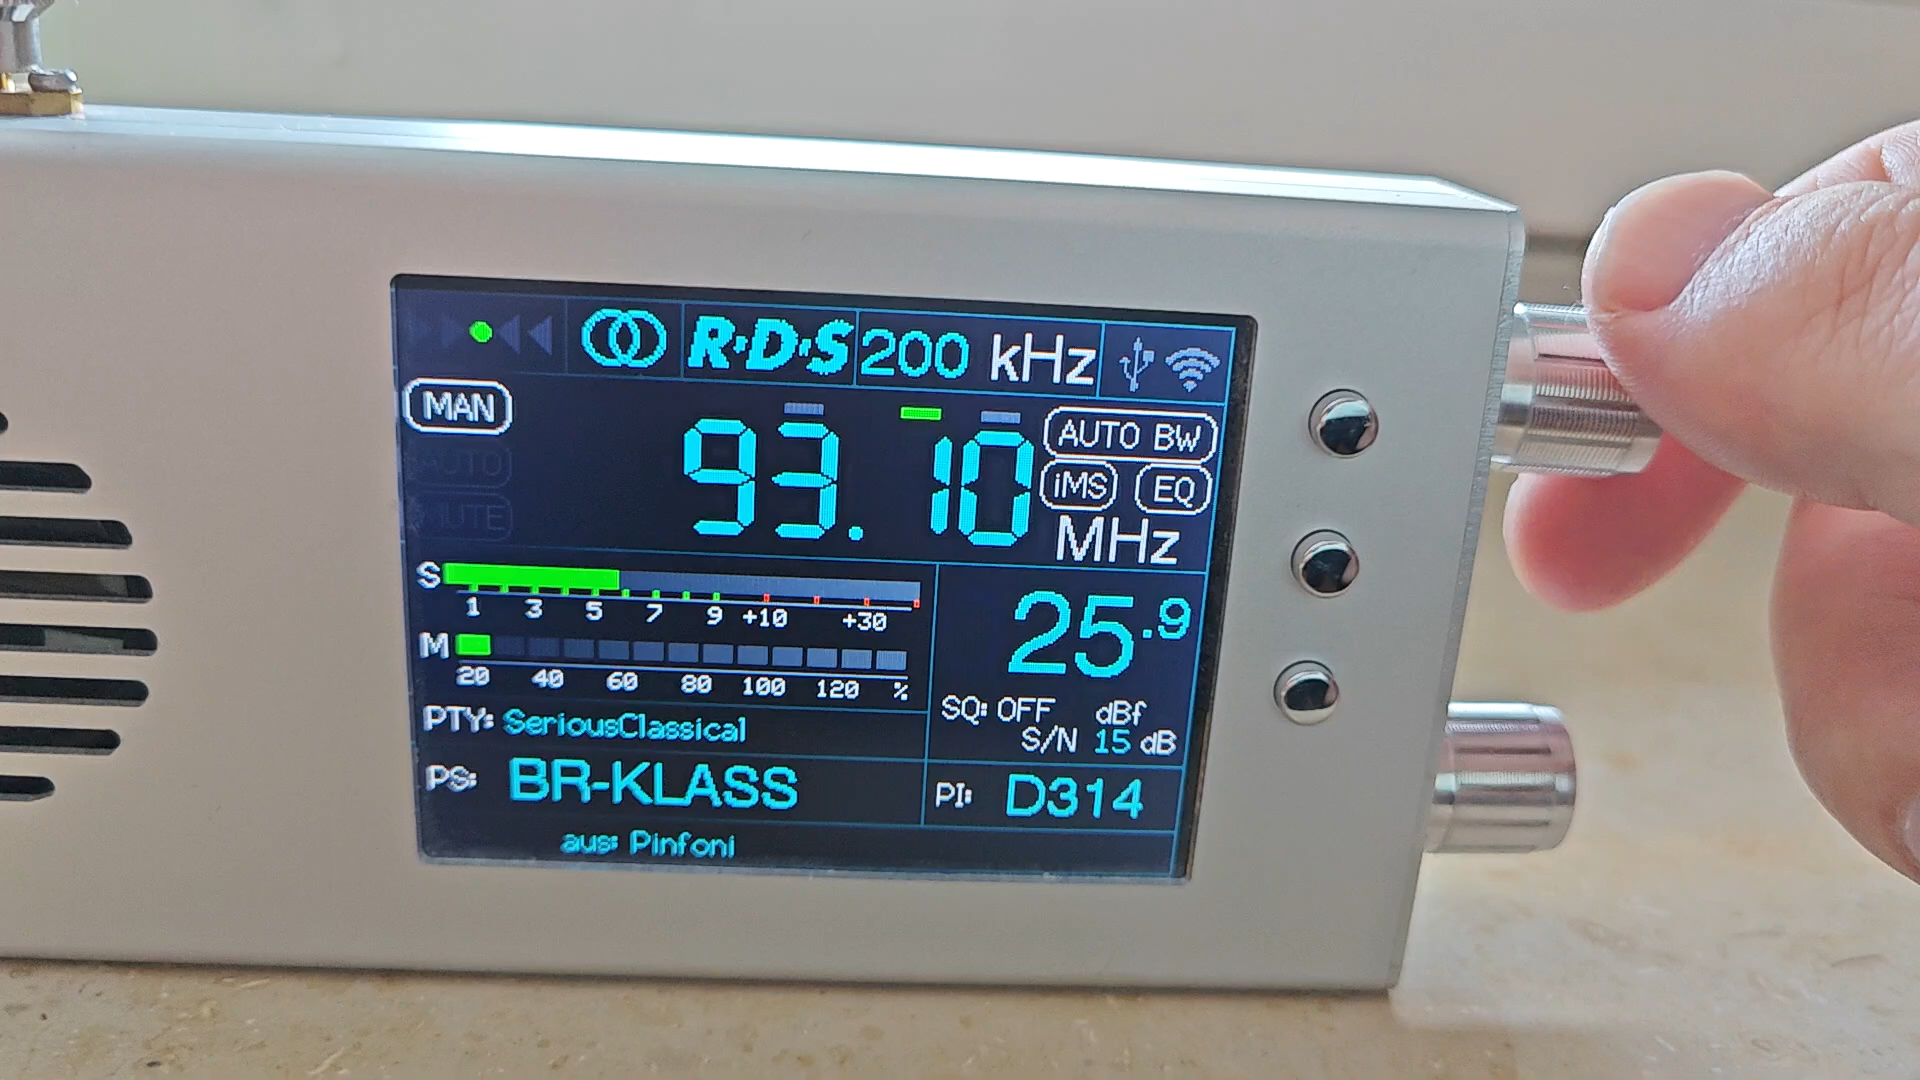 R·D·S 200 kHz
MAN
AUTO
MUTE
93.10
AUTO BW
iMS EQ
MHz
S
1 3 5 7 9 +10 +30
M
20 40 60 80 100 120 %
25.9
SQ: OFF dBf
S/N 15 dB
PTY: SeriousClassical
PS: BR-KLASS
PI: D314
aus: Pinfoni